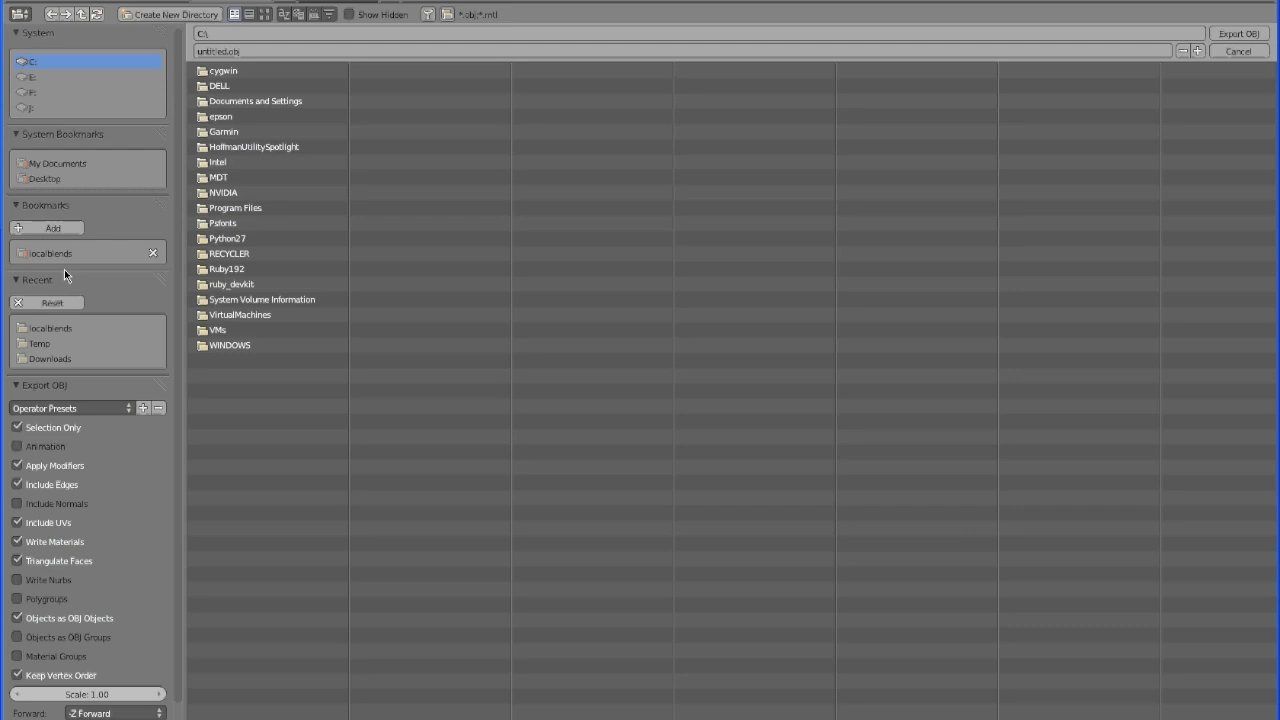 Create New Directory
Show Hidden
*.obj;*.mtl
System
C:\
Export OBJ
untitled.obj
Cancel
C:
E:
F:
J:
System Bookmarks
My Documents
Desktop
Bookmarks
Add
localblends
Recent
Reset
localblends
Temp
Downloads
Export OBJ
Operator Presets
Selection Only
Animation
Apply Modifiers
Include Edges
Include Normals
Include UVs
Write Materials
Triangulate Faces
Write Nurbs
Polygroups
Objects as OBJ Objects
Objects as OBJ Groups
Material Groups
Keep Vertex Order
Scale: 1.00
Forward: -Z Forward
cygwin
DELL
Documents and Settings
epson
Garmin
HoffmanUtilitySpotlight
Intel
MDT
NVIDIA
Program Files
Psfonts
Python27
RECYCLER
Ruby192
ruby_devkit
System Volume Information
VirtualMachines
VMs
WINDOWS